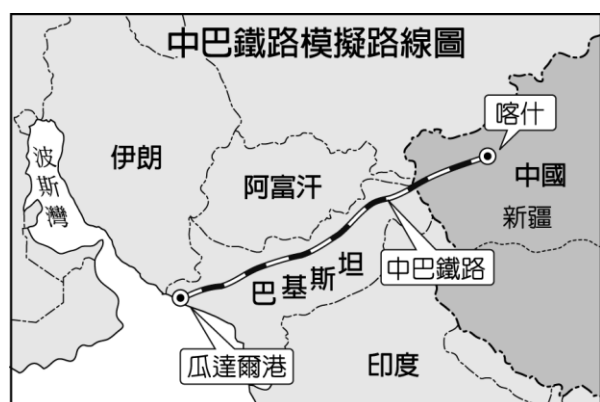 中巴鐵路模擬路線圖
喀什
伊朗
波斯灣
阿富汗
中國
新疆
中巴鐵路
巴基斯坦
瓜達爾港
印度